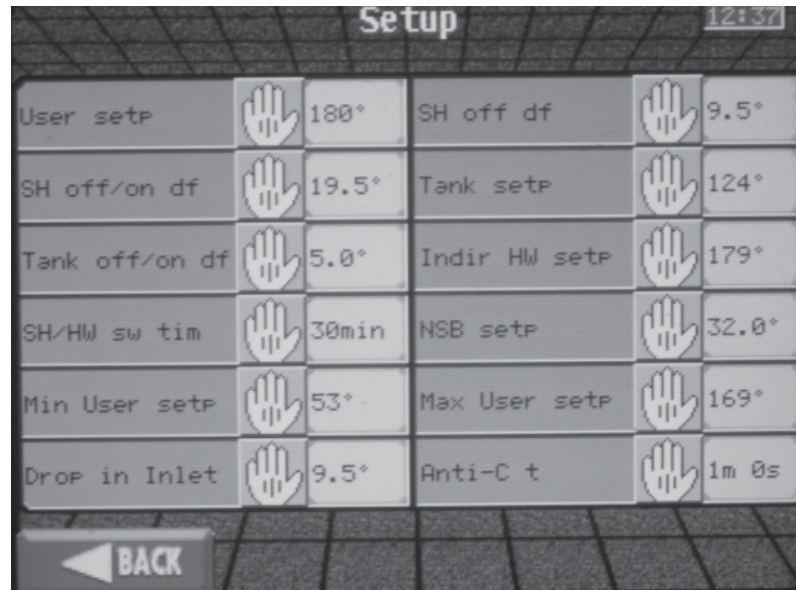 Setup
12:37
User setp 180° SH off df 9.5°
SH off/on df 19.5° Tank setp 124°
Tank off/on df 5.0° Indir HW setp 179°
SH/HW sw tim 30min NSB setp 32.0°
Min User setp 53° Max User setp 169°
Drop in Inlet 9.5° Anti-C t 1m 0s
BACK